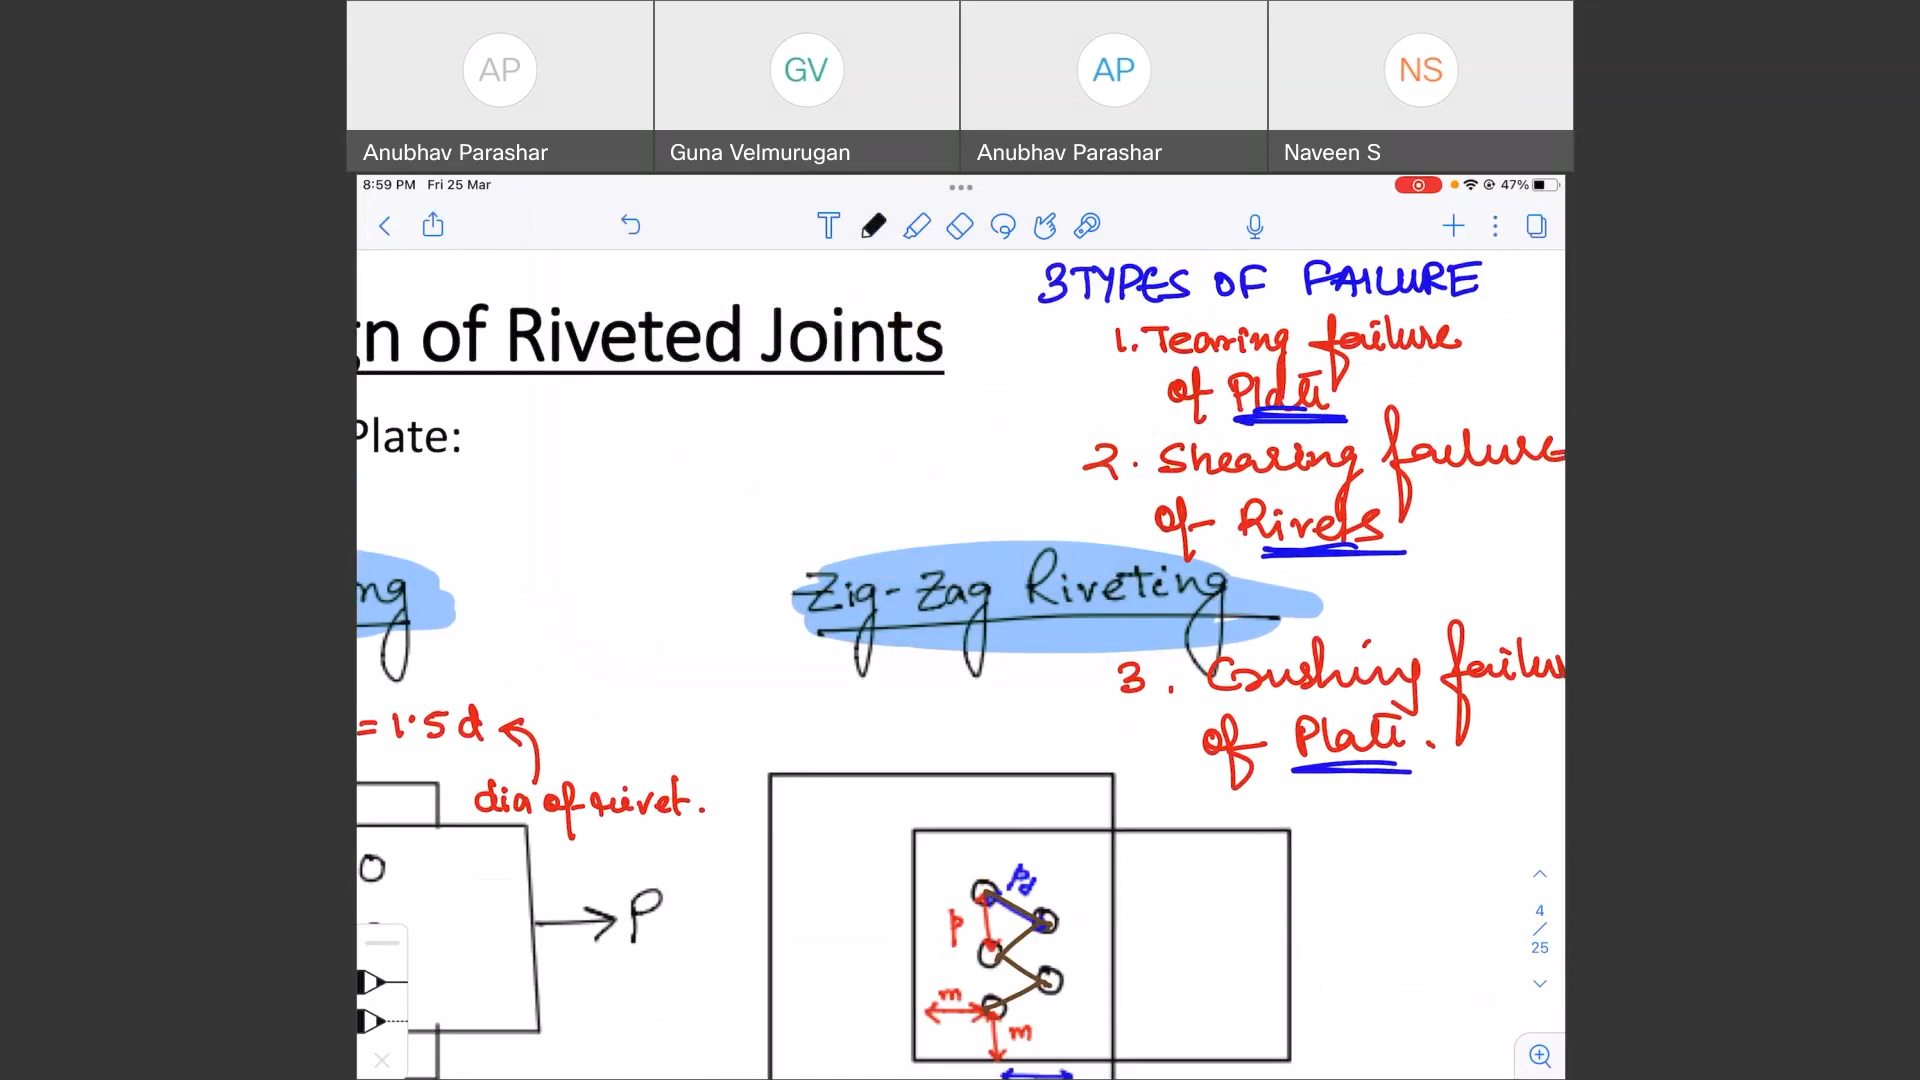 AP
GV
AP
NS
Anubhav Parashar
Guna Velmurugan
Anubhav Parashar
Naveen S
8:59 PM Fri 25 Mar
47%
3 TYPES OF FAILURE
gn of Riveted Joints
1. Tearing failure
of Plate
Plate:
2. Shearing failure
of Rivets
ng
Zig-Zag Riveting
3. Crushing failu
of Plate.
= 1.5 d
dia of rivet.
P
Pd
p
m
m
4
/
25